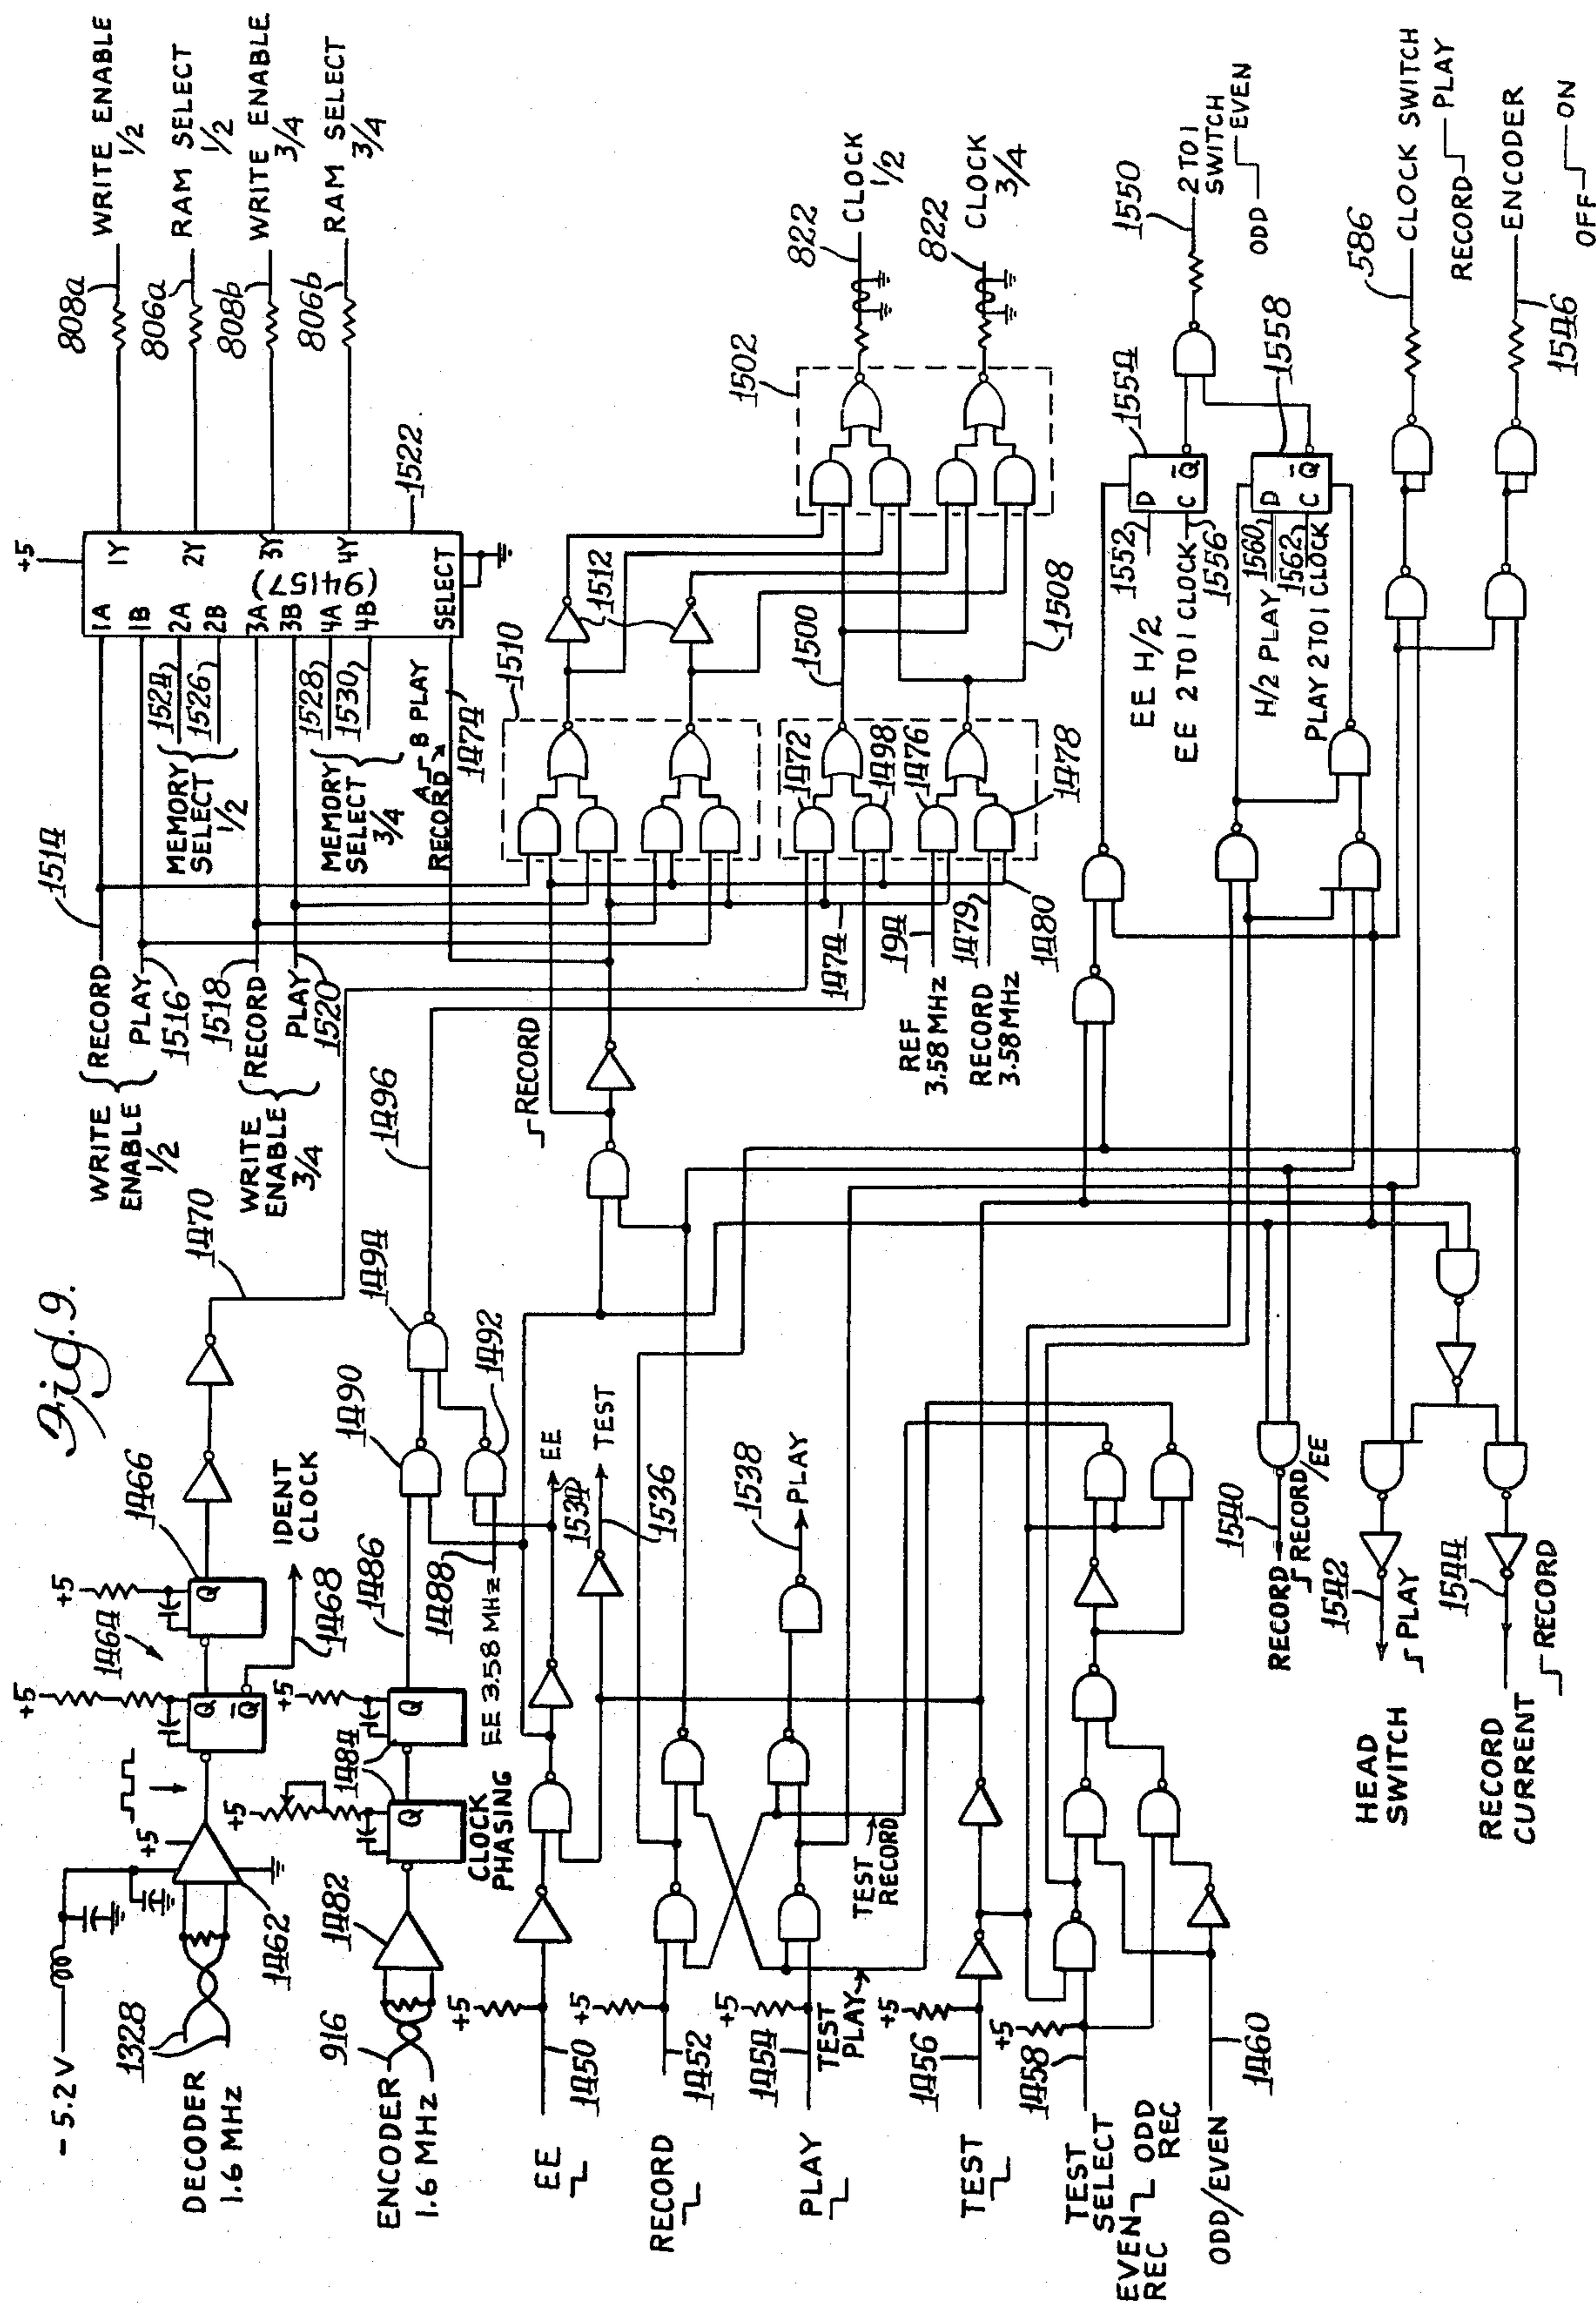 Fig. 9.
- 5.2 V
1328
DECODER
1.6 MHz
+5
1462
+5
1464
+5
Q
Q̄
Q
1466
IDENT
CLOCK
1468
1470
916
ENCODER
1.6 MHz
1482
+5
Q
1484
+5
Q
CLOCK
PHASING
1486
1488
EE 3.58 MHz
1490
1492
1494
1496
EE
1450
+5
EE
1534
TEST
1536
RECORD
1452
+5
PLAY
1454
+5
TEST
PLAY
TEST
RECORD
1538
PLAY
TEST
1456
+5
TEST
SELECT
EVEN
REC
ODD
REC
1458
+5
ODD/EVEN
1460
WRITE
ENABLE
1/2
RECORD
1514
PLAY
1516
WRITE
ENABLE
3/4
1518
RECORD
PLAY
1520
+5
1A
1B
2A
2B
3A
3B
4A
4B
SELECT
1Y
2Y
3Y
4Y
(94157)
1522
MEMORY
SELECT
1/2
1524
1526
MEMORY
SELECT
3/4
1528
1530
RECORD
A
B PLAY
1474
808a
WRITE ENABLE
1/2
806a
RAM SELECT
1/2
808b
WRITE ENABLE
3/4
806b
RAM SELECT
3/4
RECORD
1510
1512
1472
1498
1476
1478
1474
194
REF
3.58 MHz
1479
RECORD
3.58MHz
1480
1500
1508
1502
822
CLOCK
1/2
822
CLOCK
3/4
EE H/2
1552
D
C
Q̄
1554
EE 2 TO 1 CLOCK
1556
H/2 PLAY
1560
D
C
Q̄
1558
1562
PLAY 2 TO 1 CLOCK
1550
2 TO 1
SWITCH
ODD
EVEN
586
CLOCK SWITCH
RECORD
PLAY
ENCODER
1546
OFF
ON
1540
RECORD
RECORD/EE
1542
HEAD
SWITCH
PLAY
1544
RECORD
CURRENT
RECORD